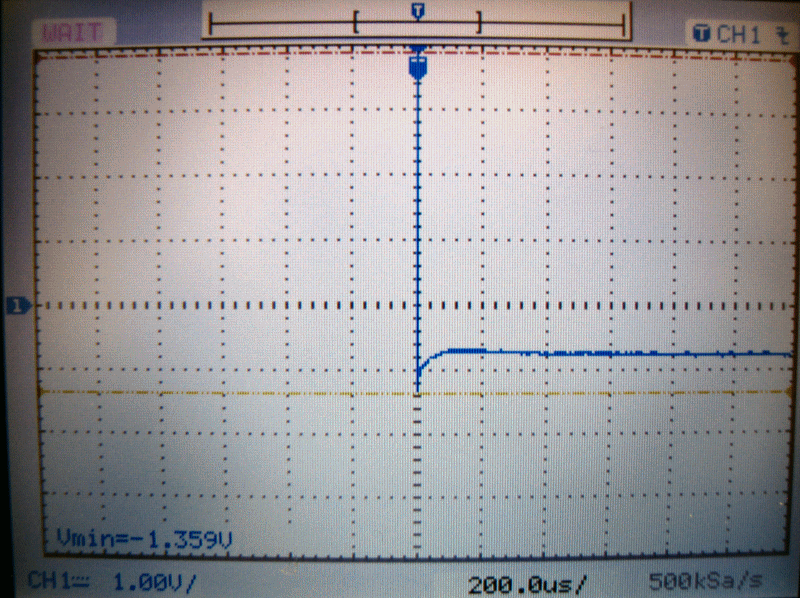 WAIT
T
T CH1
1
Vmin=-1.359V
CH1 1.00V/ 200.0us/ 500kSa/s